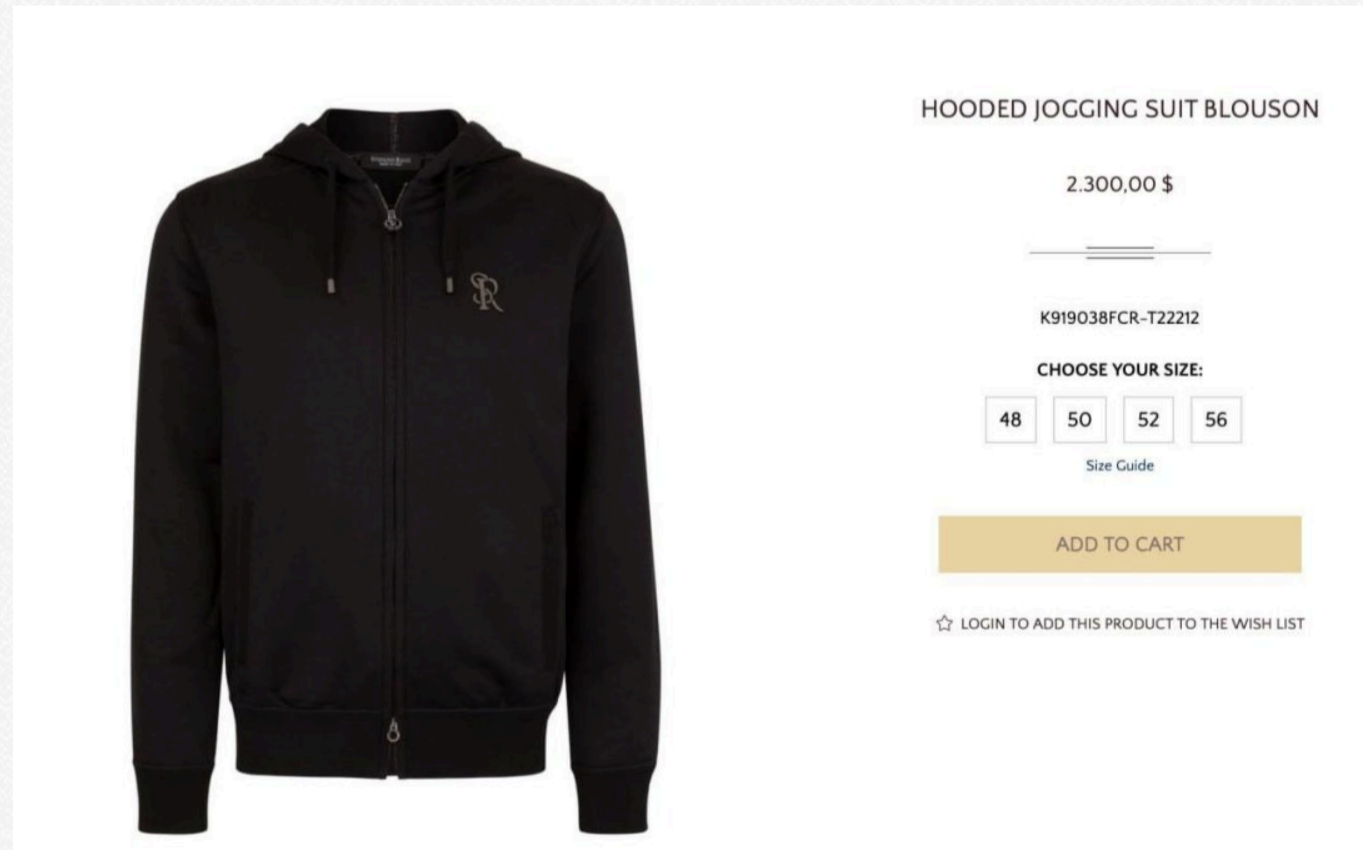 HOODED JOGGING SUIT BLOUSON
2.300,00 $
K919038FCR-T22212
CHOOSE YOUR SIZE:
48 50 52 56
Size Guide
ADD TO CART
LOGIN TO ADD THIS PRODUCT TO THE WISH LIST
SR